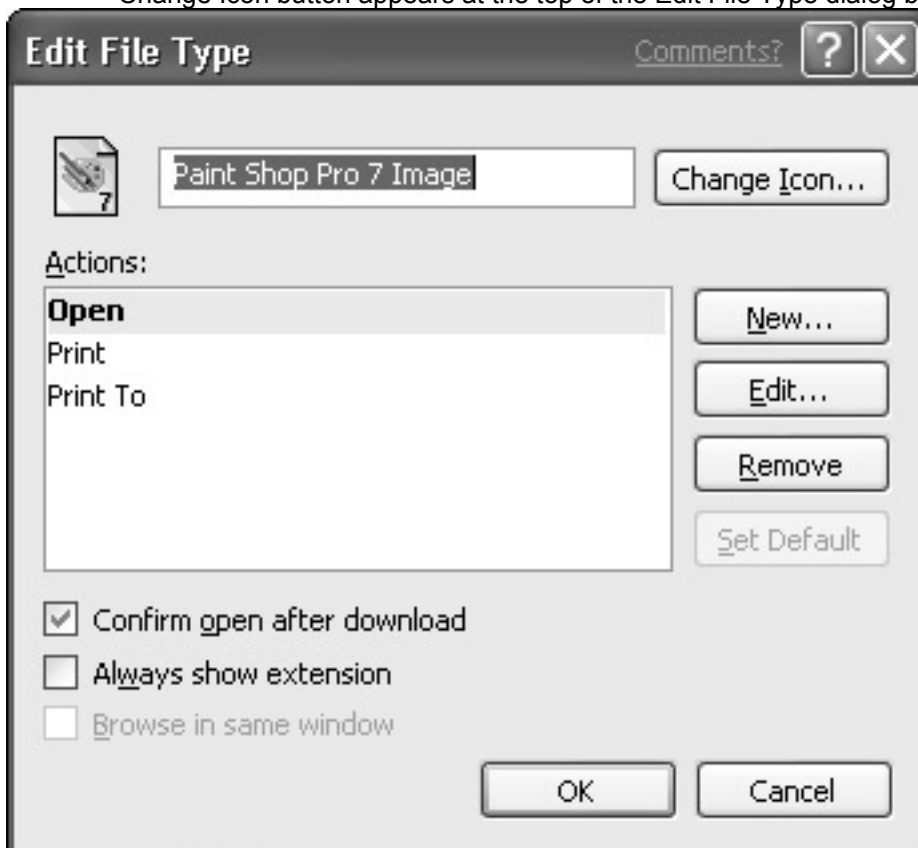 Change Icon button appears at the top of the Edit File Type dialog b
Edit File Type Comments? ?
7 Paint Shop Pro 7 Image Change Icon...
Actions:
Open New...
Print
Print To Edit...
Remove
Set Default
Confirm open after download
Always show extension
Browse in same window
OK Cancel